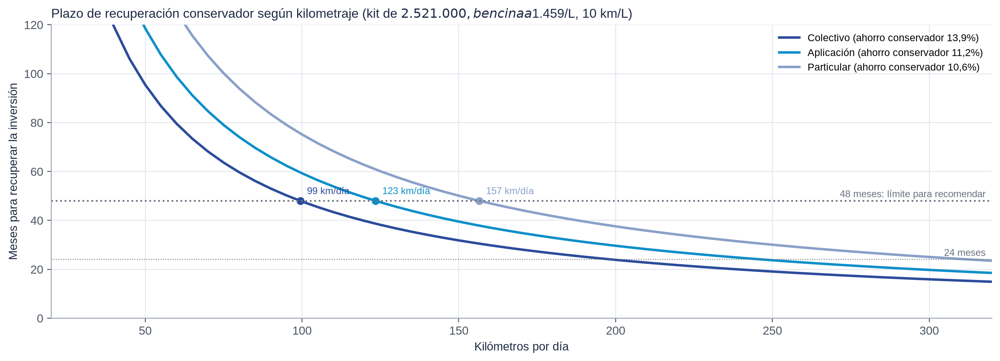 Plazo de recuperación conservador según kilometraje (kit de 2.521.000, bencinaa1.459/L, 10 km/L)
120
100
80
60
40
20
0
Meses para recuperar la inversión
Colectivo (ahorro conservador 13,9%)
Aplicación (ahorro conservador 11,2%)
Particular (ahorro conservador 10,6%)
99 km/día
123 km/día
157 km/día
48 meses: límite para recomendar
24 meses
50
100
150
200
250
300
Kilómetros por día